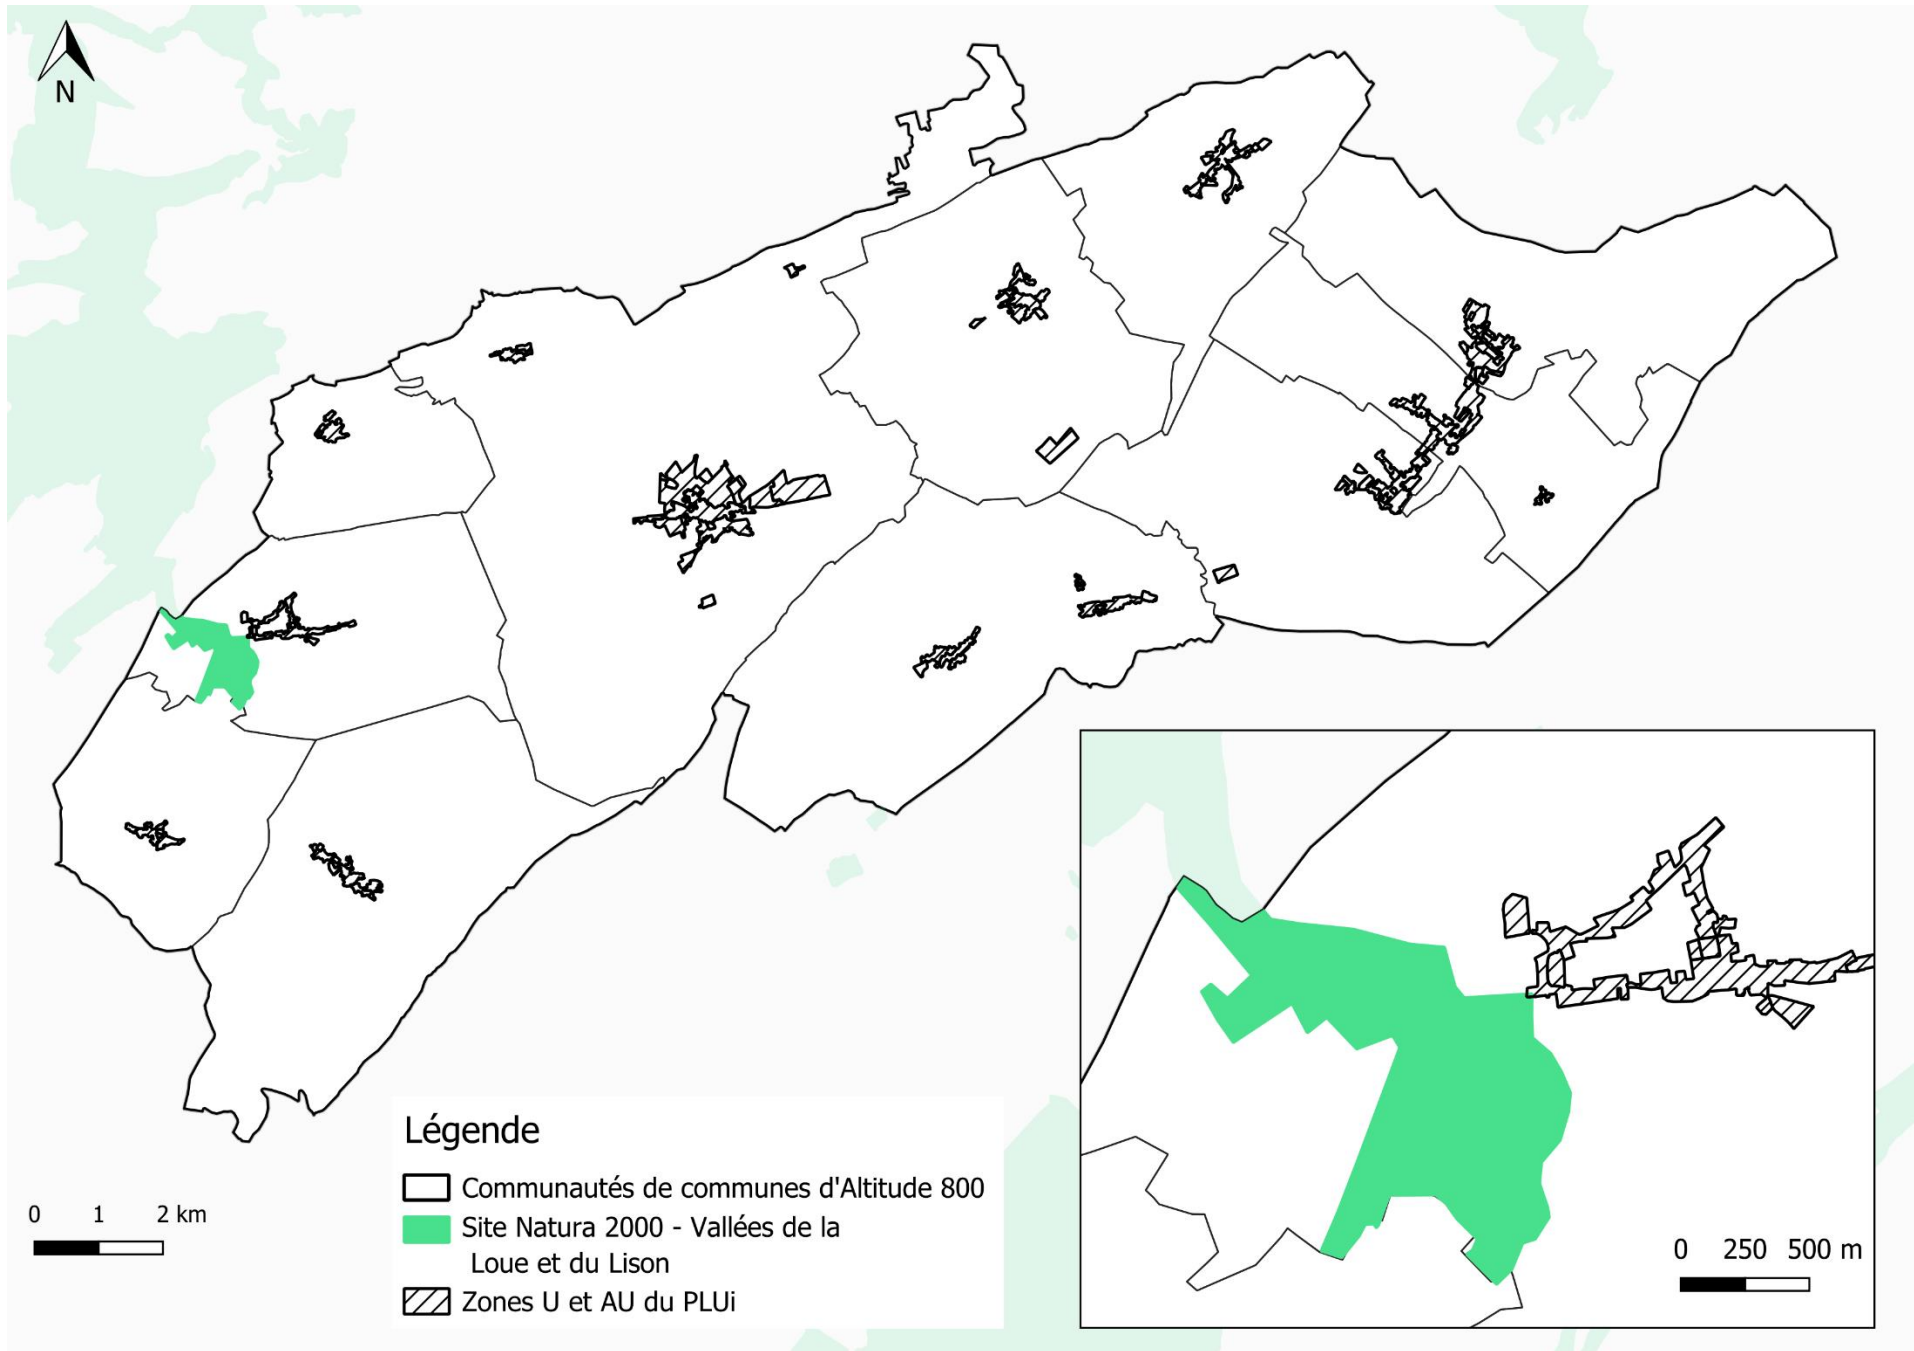 N
Légende
Communautés de communes d'Altitude 800
Site Natura 2000 - Vallées de la
Loue et du Lison
Zones U et AU du PLUi
0 1 2 km
0 250 500 m